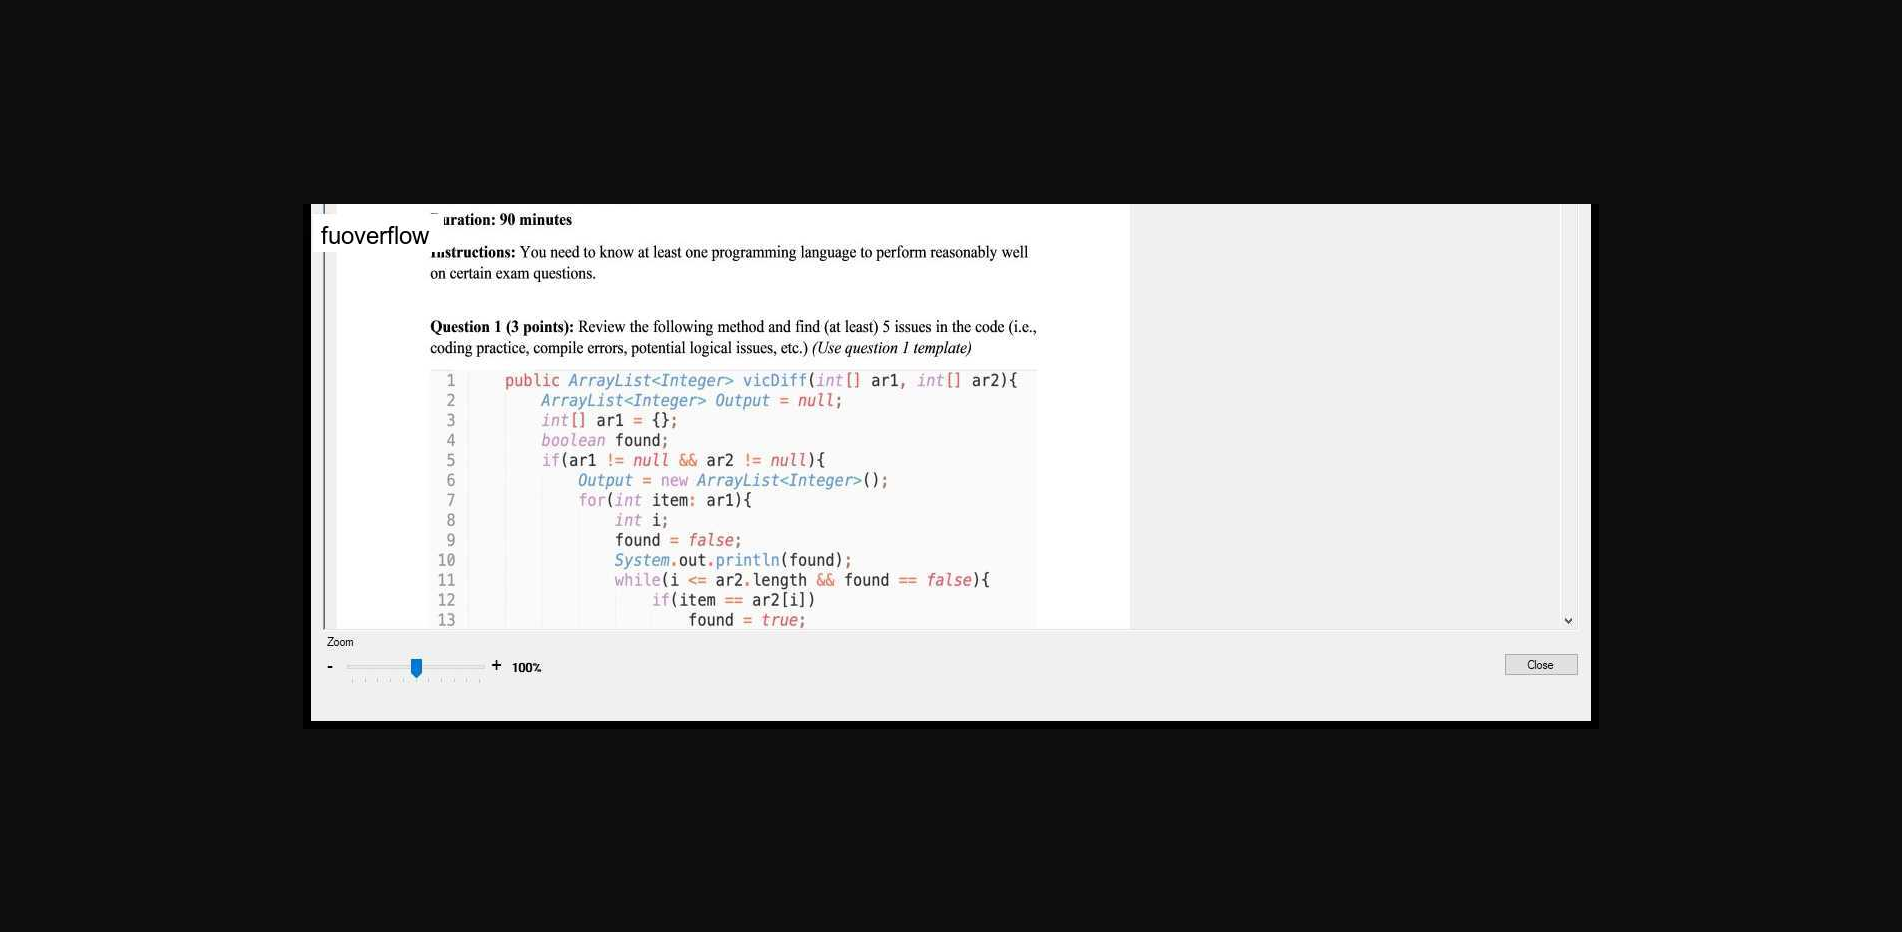 uration: 90 minutes
fuoverflow
structions: You need to know at least one programming language to perform reasonably well
on certain exam questions.
Question 1 (3 points): Review the following method and find (at least) 5 issues in the code (i.e.,
coding practice, compile errors, potential logical issues, etc.) (Use question 1 template)
1 public ArrayList<Integer> vicDiff(int[] ar1, int[] ar2){
2 ArrayList<Integer> Output = null;
3 int[] ar1 = {};
4 boolean found;
5 if(ar1 != null && ar2 != null){
6 Output = new ArrayList<Integer>();
7 for(int item: ar1){
8 int i;
9 found = false;
10 System.out.println(found);
11 while(i <= ar2.length && found == false){
12 if(item == ar2[i])
13 found = true;
Zoom
- + 100%
Close